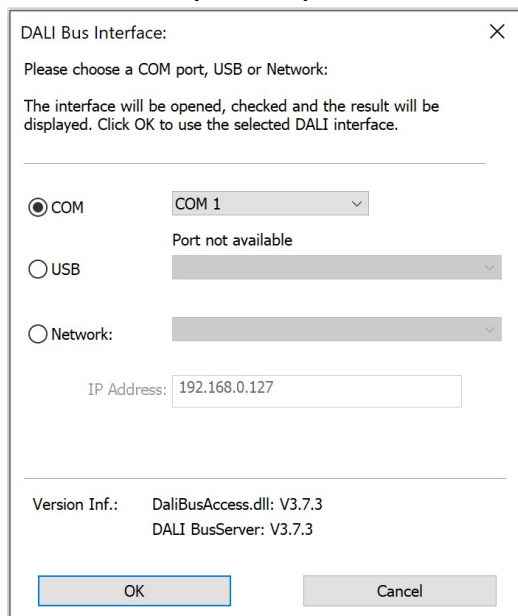 DALI Bus Interface:
Please choose a COM port, USB or Network:
The interface will be opened, checked and the result will be
displayed. Click OK to use the selected DALI interface.
COM
COM 1
Port not available
USB
Network:
IP Address:
192.168.0.127
Version Inf.: DaliBusAccess.dll: V3.7.3
DALI BusServer: V3.7.3
OK
Cancel